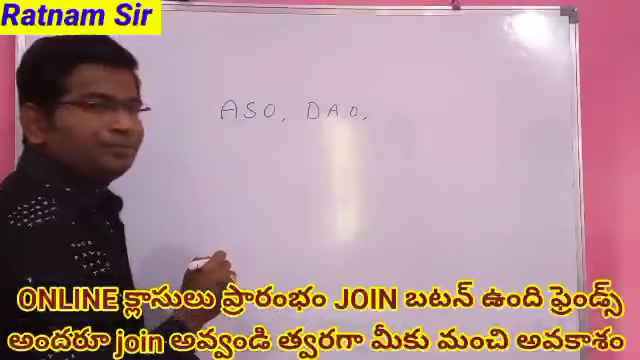 Ratnam Sir
ASO, DAO,
ONLINE క్లాసులు ప్రారంభం JOIN బటన్ ఉంది ఫ్రెండ్స్
అందరూ join అవ్వండి త్వరగా మీకు మంచి అవకాశం